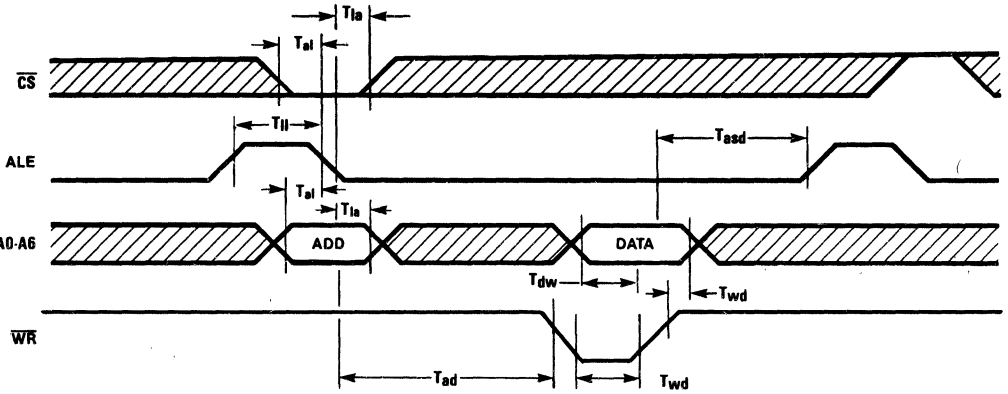 Tla
Tal
CS
Tll
Tasd
ALE
Tal
Tla
A0-A6
ADD
DATA
Tdw
Twd
WR
Tad
Twd